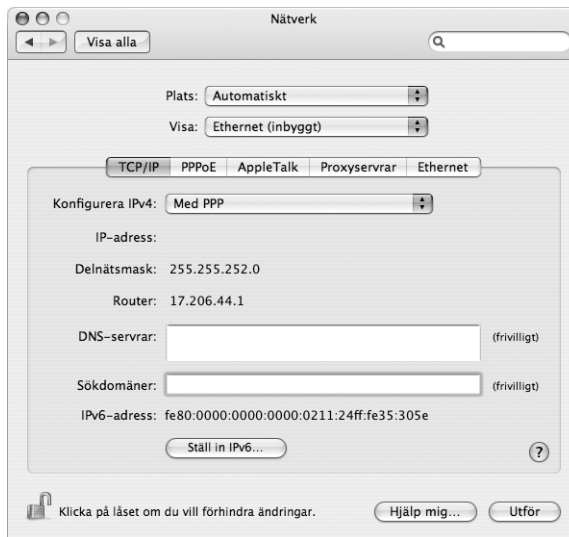 Nätverk
Visa alla
Plats: Automatiskt
Visa: Ethernet (inbyggt)
TCP/IP PPPoE AppleTalk Proxyservrar Ethernet
Konfigurera IPv4: Med PPP
IP-adress:
Delnätsmask: 255.255.252.0
Router: 17.206.44.1
DNS-servrar: (frivilligt)
Sökdomäner: (frivilligt)
IPv6-adress: fe80:0000:0000:0000:0211:24ff:fe35:305e
Ställ in IPv6... ?
Klicka på låset om du vill förhindra ändringar. Hjälp mig... Utför